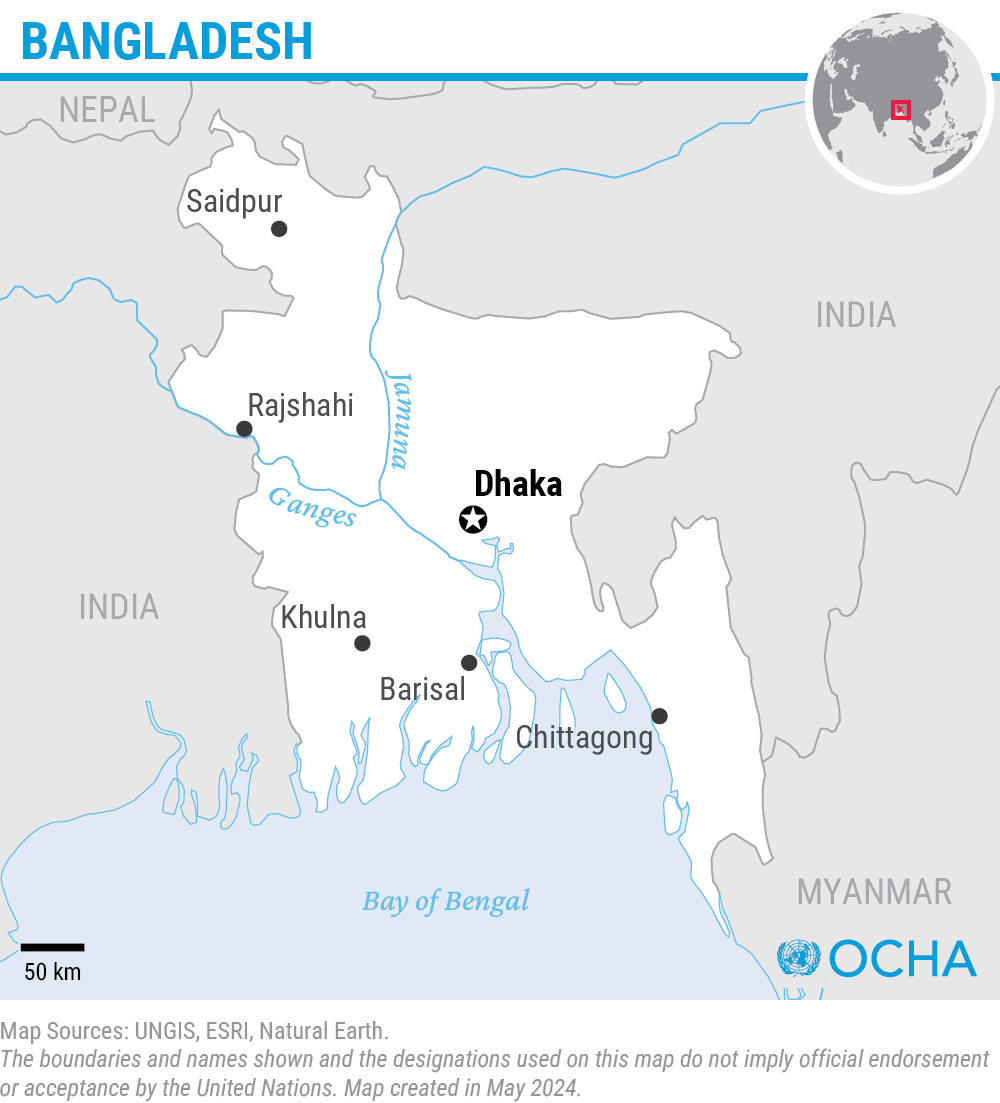 BANGLADESH
NEPAL
Saidpur
INDIA
Rajshahi
Jamuna
Dhaka
Ganges
INDIA
Khulna
Barisal
Chittagong
MYANMAR
Bay of Bengal
OCHA
50 km
Map Sources: UNGIS, ESRI, Natural Earth.
The boundaries and names shown and the designations used on this map do not imply official endorsement
or acceptance by the United Nations. Map created in May 2024.